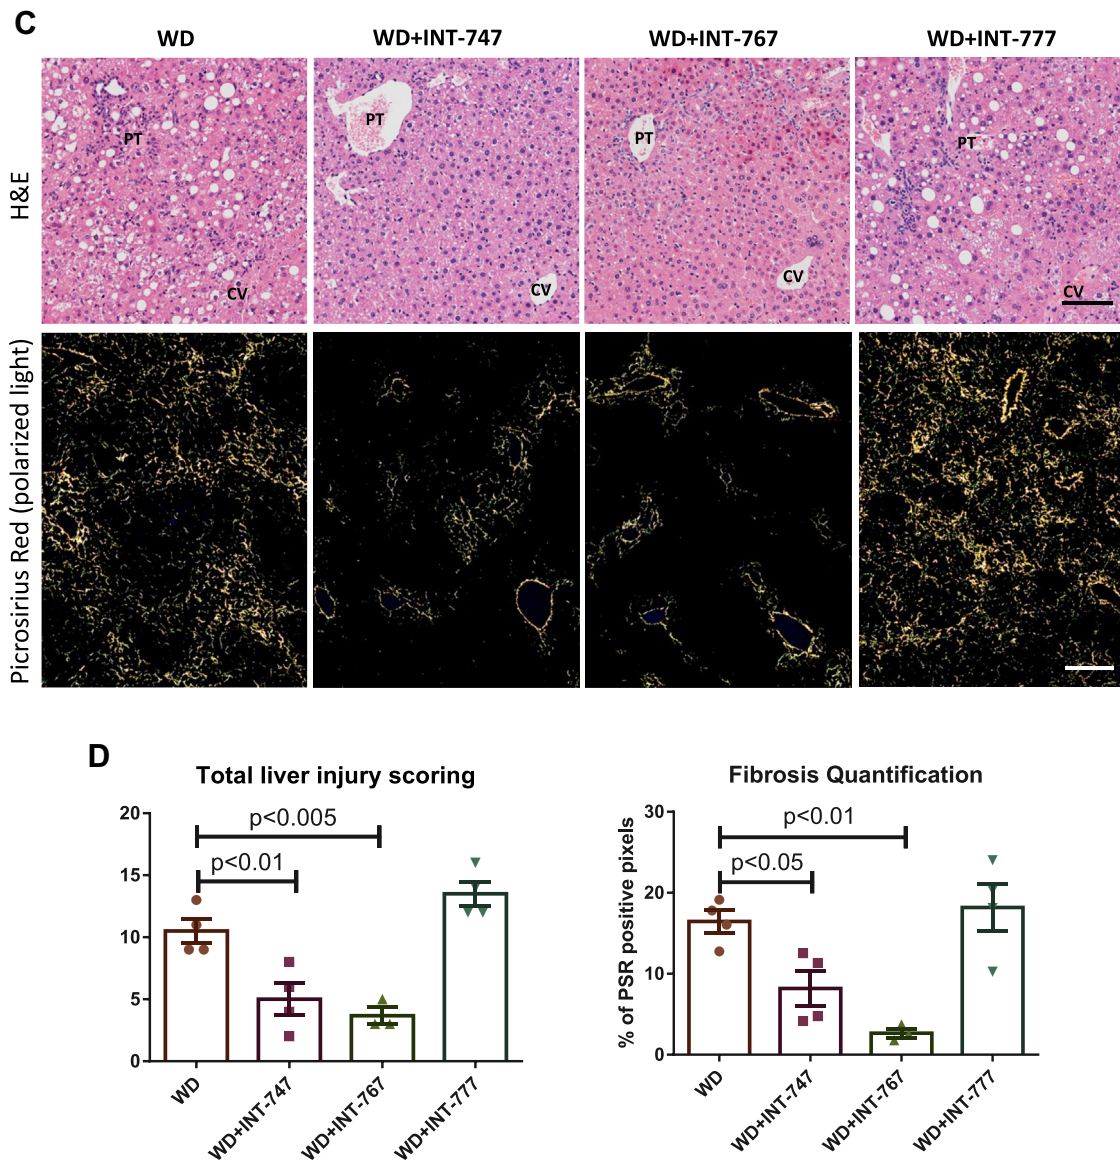 C
WD
WD+INT-747
WD+INT-767
WD+INT-777
H&E
PT
CV
PT
CV
PT
CV
PT
CV
Picrosirius Red (polarized light)
D
Total liver injury scoring
20
15
10
5
0
p<0.005
p<0.01
WD
WD+INT-747
WD+INT-767
WD+INT-777
Fibrosis Quantification
% of PSR positive pixels
30
20
10
0
p<0.01
p<0.05
WD
WD+INT-747
WD+INT-767
WD+INT-777